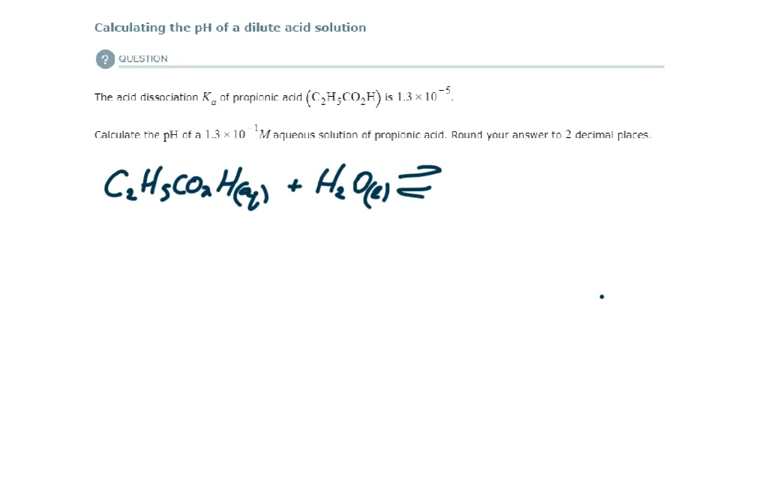 Calculating the pH of a dilute acid solution
? QUESTION
The acid dissociation Kₐ of propionic acid (C₂H₅CO₂H) is 1.3 × 10⁻⁵.
Calculate the pH of a 1.3 × 10⁻¹ M aqueous solution of propionic acid. Round your answer to 2 decimal places.
C₂H₅CO₂H(aq) + H₂O(l) ⇌